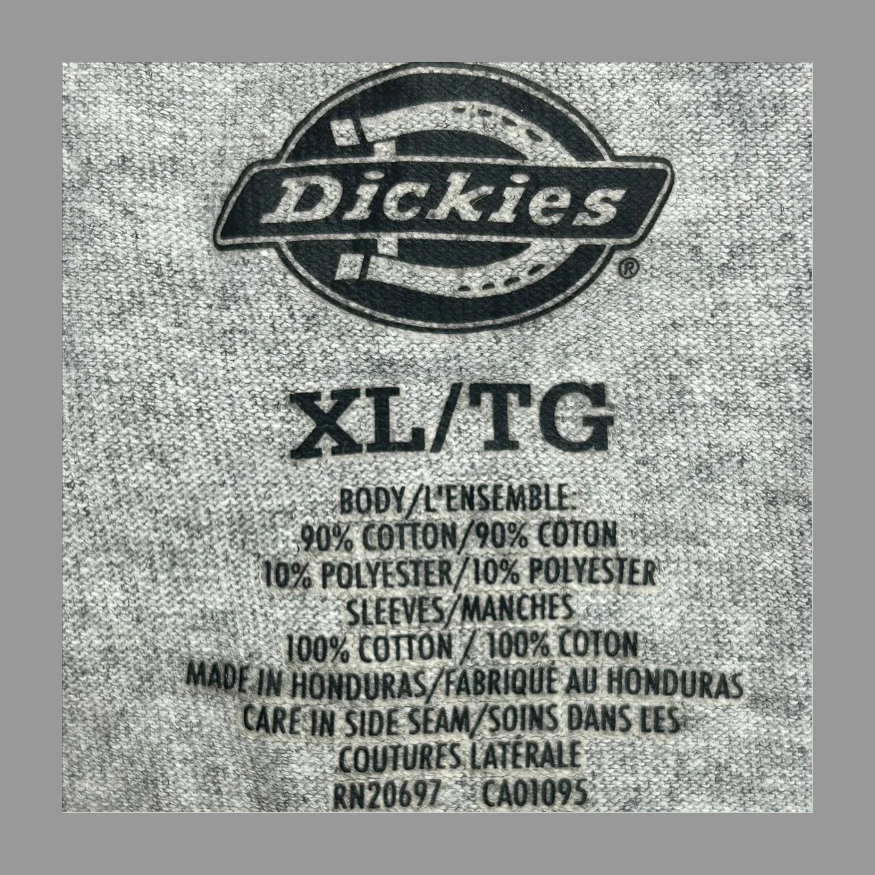 Dickies
®
XL/TG
BODY/L'ENSEMBLE:
90% COTTON/90% COTON
10% POLYESTER/10% POLYESTER
SLEEVES/MANCHES
100% COTTON / 100% COTON
MADE IN HONDURAS/FABRIQUÉ AU HONDURAS
CARE IN SIDE SEAM/SOINS DANS LES
COUTURES LATÉRALE
RN20697 CA01095